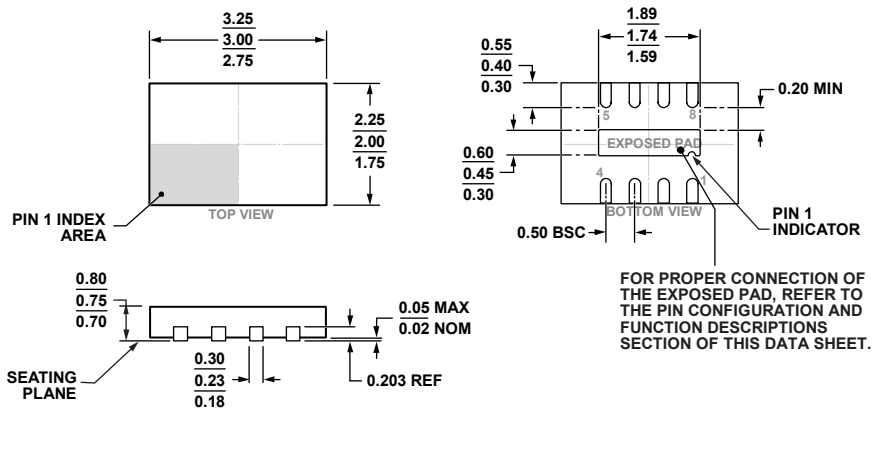 3.25
3.00
2.75
2.25
2.00
1.75
PIN 1 INDEX
AREA
TOP VIEW
1.89
1.74
1.59
0.55
0.40
0.30
0.20 MIN
5
8
EXPOSED PAD
0.60
0.45
0.30
4
1
BOTTOM VIEW
0.50 BSC
PIN 1
INDICATOR
FOR PROPER CONNECTION OF
THE EXPOSED PAD, REFER TO
THE PIN CONFIGURATION AND
FUNCTION DESCRIPTIONS
SECTION OF THIS DATA SHEET.
0.80
0.75
0.70
0.05 MAX
0.02 NOM
SEATING
PLANE
0.30
0.23
0.18
0.203 REF